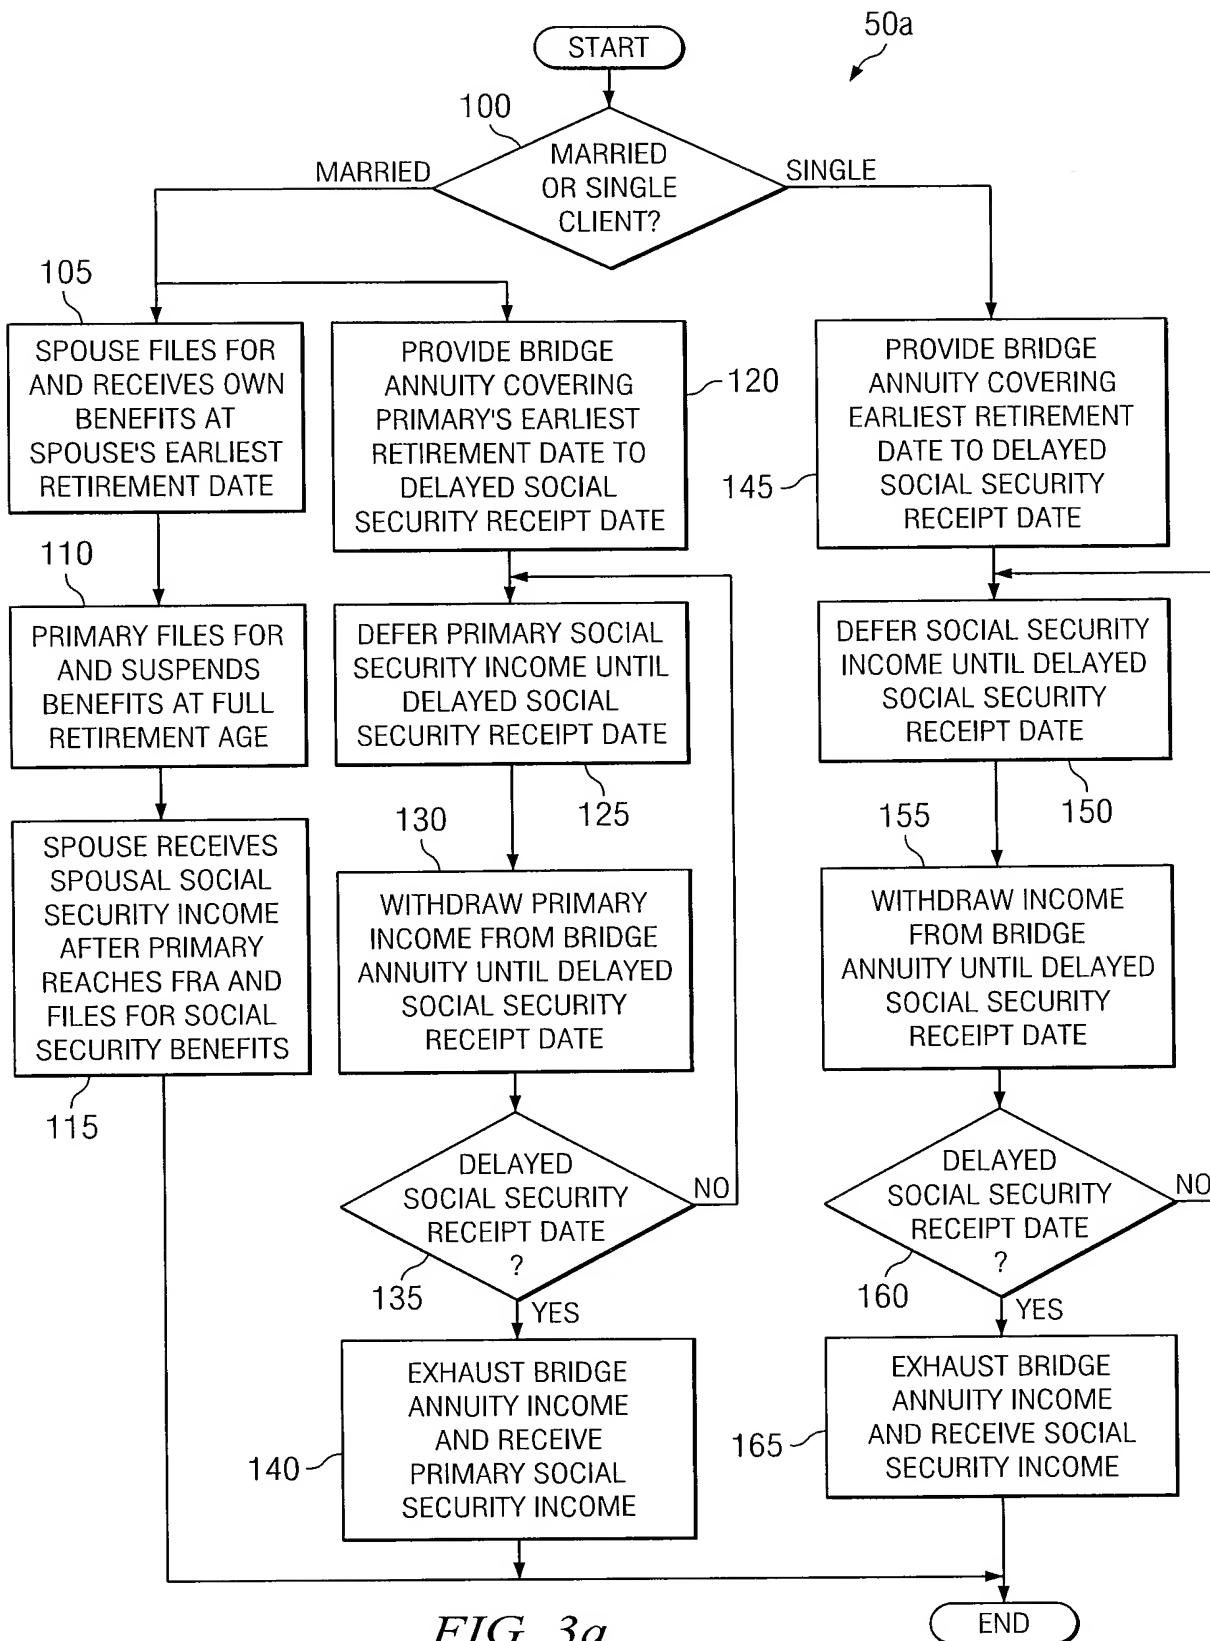 50a
START
100
MARRIED
OR SINGLE
CLIENT?
MARRIED
SINGLE
105
SPOUSE FILES FOR
AND RECEIVES OWN
BENEFITS AT
SPOUSE'S EARLIEST
RETIREMENT DATE
110
PRIMARY FILES FOR
AND SUSPENDS
BENEFITS AT FULL
RETIREMENT AGE
SPOUSE RECEIVES
SPOUSAL SOCIAL
SECURITY INCOME
AFTER PRIMARY
REACHES FRA AND
FILES FOR SOCIAL
SECURITY BENEFITS
115
PROVIDE BRIDGE
ANNUITY COVERING
PRIMARY'S EARLIEST
RETIREMENT DATE TO
DELAYED SOCIAL
SECURITY RECEIPT DATE
120
DEFER PRIMARY SOCIAL
SECURITY INCOME UNTIL
DELAYED SOCIAL
SECURITY RECEIPT DATE
125
130
WITHDRAW PRIMARY
INCOME FROM BRIDGE
ANNUITY UNTIL DELAYED
SOCIAL SECURITY
RECEIPT DATE
DELAYED
SOCIAL SECURITY
RECEIPT DATE
?
NO
135
YES
EXHAUST BRIDGE
ANNUITY INCOME
AND RECEIVE
PRIMARY SOCIAL
SECURITY INCOME
140
PROVIDE BRIDGE
ANNUITY COVERING
EARLIEST RETIREMENT
DATE TO DELAYED
SOCIAL SECURITY
RECEIPT DATE
145
DEFER SOCIAL SECURITY
INCOME UNTIL DELAYED
SOCIAL SECURITY
RECEIPT DATE
150
155
WITHDRAW INCOME
FROM BRIDGE
ANNUITY UNTIL DELAYED
SOCIAL SECURITY
RECEIPT DATE
DELAYED
SOCIAL SECURITY
RECEIPT DATE
?
NO
160
YES
EXHAUST BRIDGE
ANNUITY INCOME
AND RECEIVE SOCIAL
SECURITY INCOME
165
END
FIG. 3a